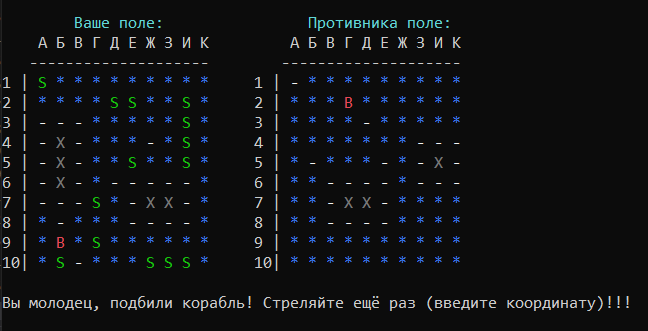 Ваше поле: Противника поле:
А Б В Г Д Е Ж З И К А Б В Г Д Е Ж З И К
-------------------- --------------------
1 | S * * * * * * * * * 1 | - * * * * * * * * *
2 | * * * * S S * * S * 2 | * * * В * * * * * *
3 | - - - * * * * * S * 3 | * * * * - * * * * *
4 | - X - * * * - * S * 4 | * * * * * * * - - -
5 | - X - * * S * * S * 5 | * - * * * - * - X -
6 | - X - * - - - - - * 6 | * * - - - - * - - -
7 | - - - S * - X X - * 7 | * * - X X - * * * *
8 | * - * * * - - - - * 8 | * * - - - - * * * *
9 | * В * S * * * * * * 9 | * * * * * * * * * *
10| * S - * * * S S S * 10| * * * * * * * * * *
Вы молодец, подбили корабль! Стреляйте ещё раз (введите координату)!!!